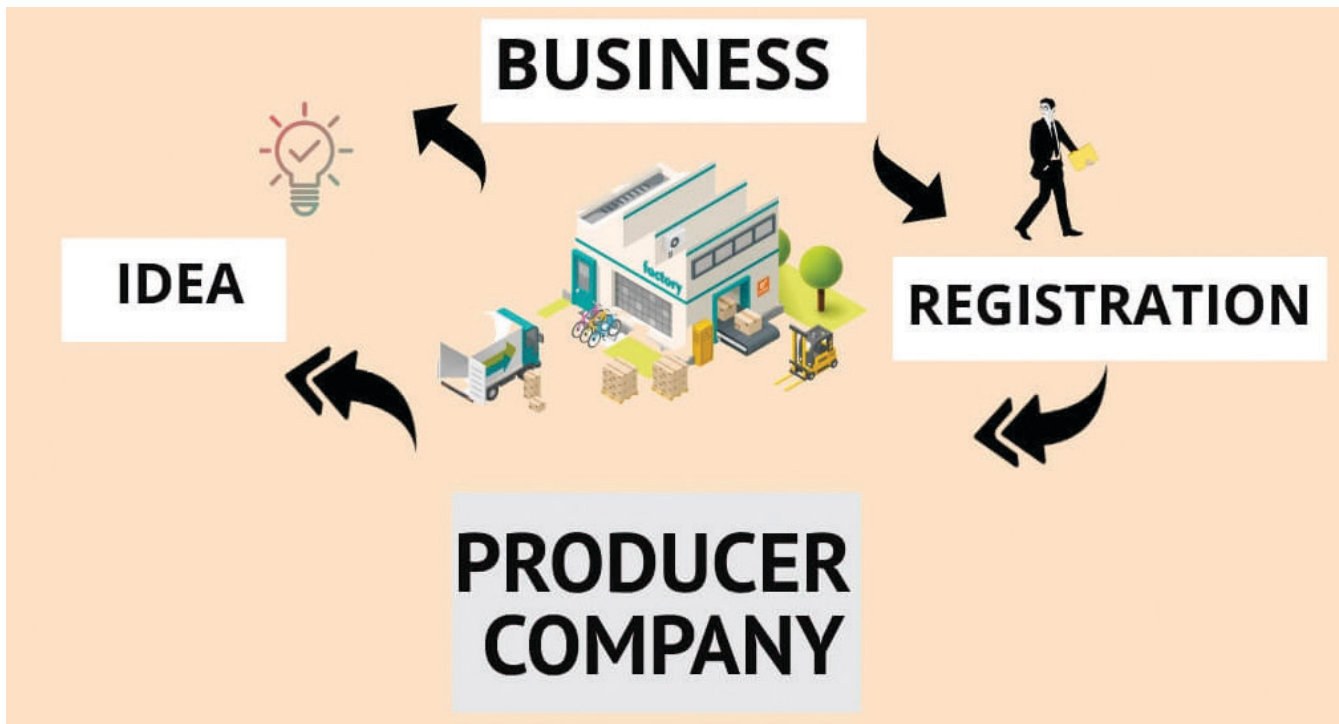 BUSINESS
IDEA
factory
REGISTRATION
PRODUCER
COMPANY